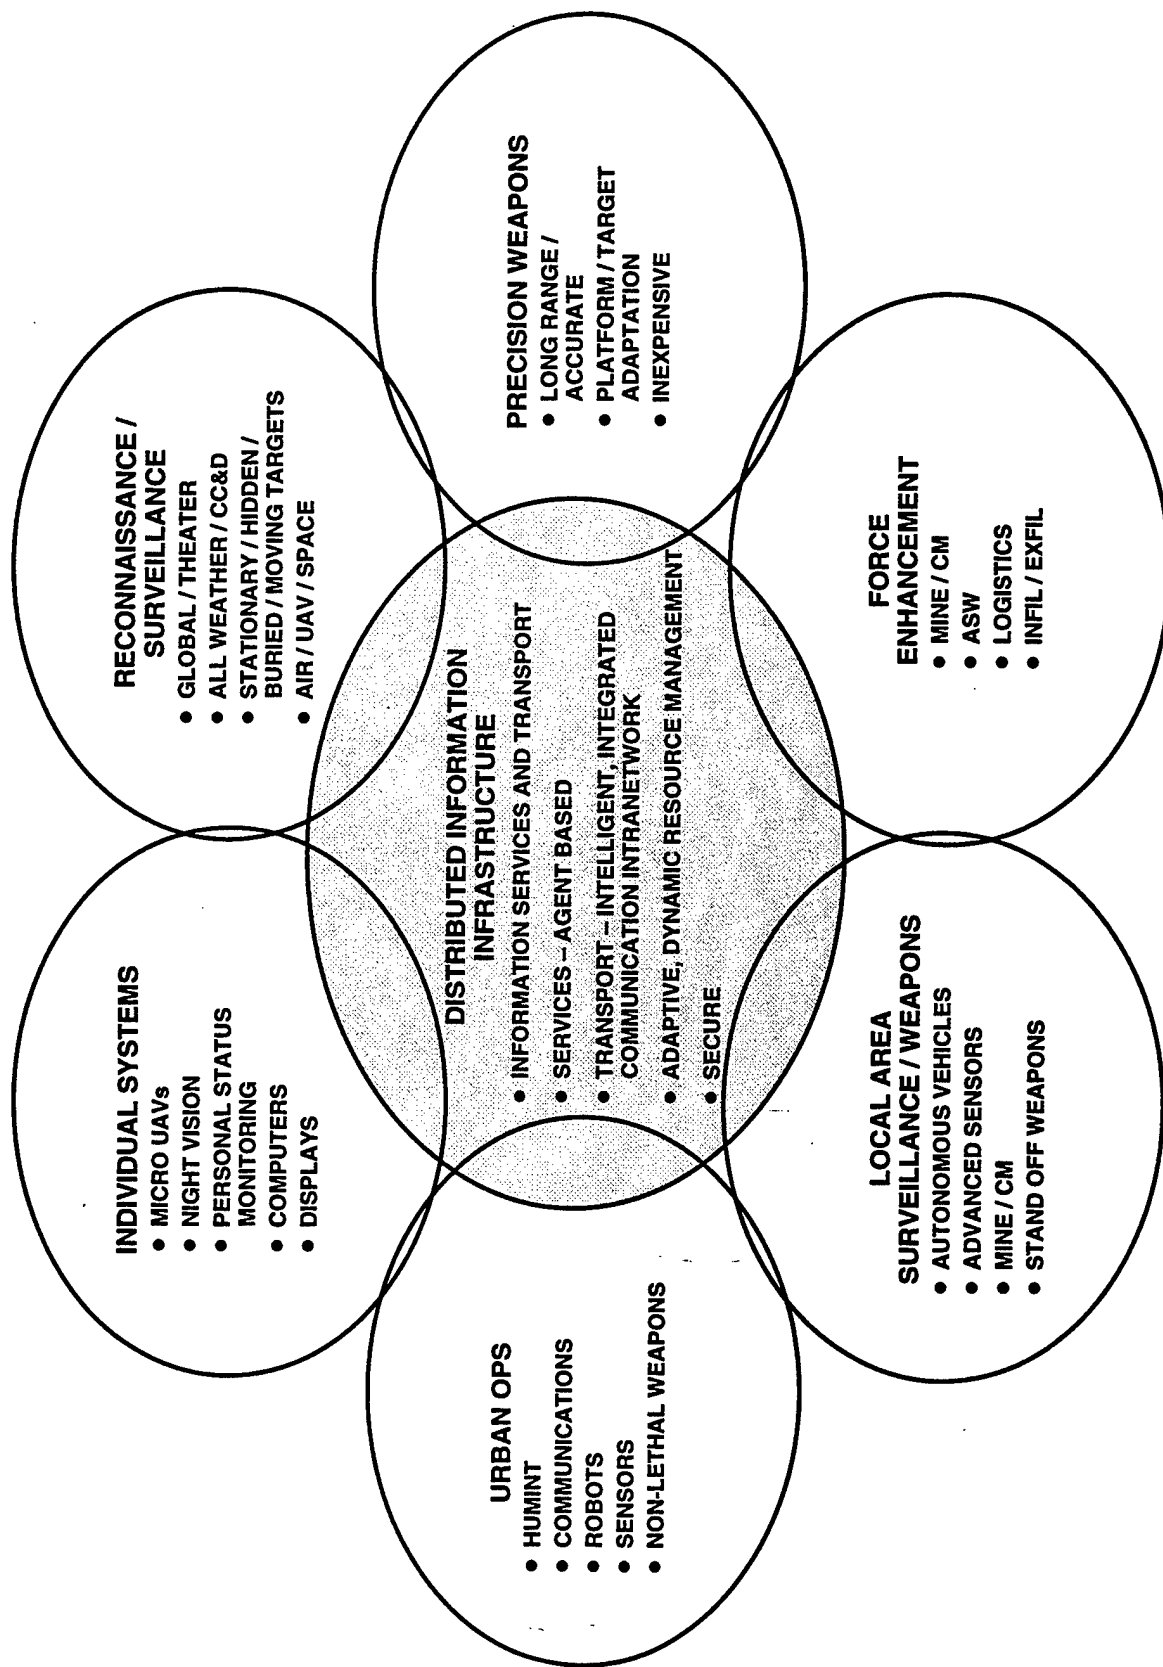 INDIVIDUAL SYSTEMS
● MICRO UAVs
● NIGHT VISION
● PERSONAL STATUS
MONITORING
● COMPUTERS
● DISPLAYS
RECONNAISSANCE /
SURVEILLANCE
● GLOBAL / THEATER
● ALL WEATHER / CC&D
● STATIONARY / HIDDEN /
BURIED / MOVING TARGETS
● AIR / UAV / SPACE
URBAN OPS
● HUMINT
● COMMUNICATIONS
● ROBOTS
● SENSORS
● NON-LETHAL WEAPONS
DISTRIBUTED INFORMATION
INFRASTRUCTURE
● INFORMATION SERVICES AND TRANSPORT
● SERVICES – AGENT BASED
● TRANSPORT – INTELLIGENT, INTEGRATED
COMMUNICATION INTRANETWORK
● ADAPTIVE, DYNAMIC RESOURCE MANAGEMENT
● SECURE
PRECISION WEAPONS
● LONG RANGE /
ACCURATE
● PLATFORM / TARGET
ADAPTATION
● INEXPENSIVE
LOCAL AREA
SURVEILLANCE / WEAPONS
● AUTONOMOUS VEHICLES
● ADVANCED SENSORS
● MINE / CM
● STAND OFF WEAPONS
FORCE
ENHANCEMENT
● MINE / CM
● ASW
● LOGISTICS
● INFIL / EXFIL